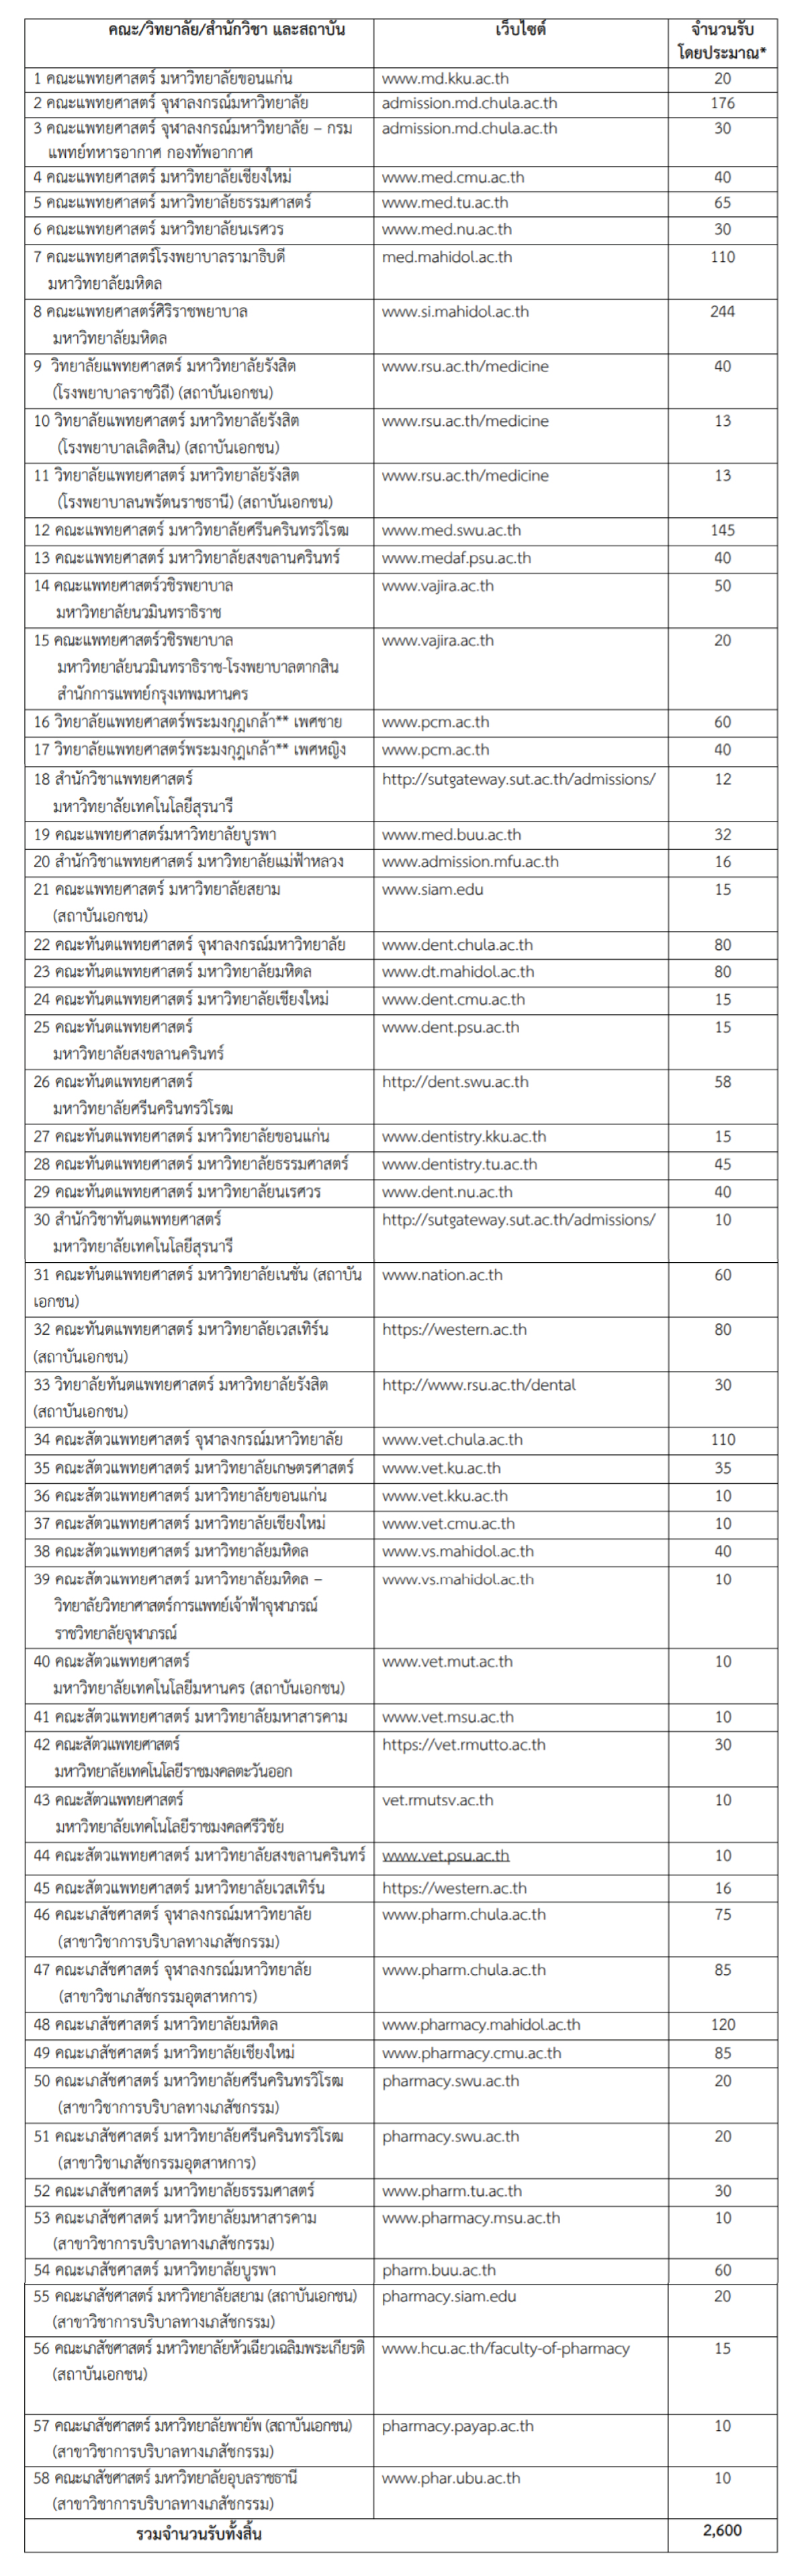 คณะ/วิทยาลัย/สำนักวิชา และสถาบัน เว็บไซต์ จำนวนรับ
โดยประมาณ*
1 คณะแพทยศาสตร์ มหาวิทยาลัยขอนแก่น www.md.kku.ac.th 20
2 คณะแพทยศาสตร์ จุฬาลงกรณ์มหาวิทยาลัย admission.md.chula.ac.th 176
3 คณะแพทยศาสตร์ จุฬาลงกรณ์มหาวิทยาลัย – กรม admission.md.chula.ac.th 30
แพทย์ทหารอากาศ กองทัพอากาศ
4 คณะแพทยศาสตร์ มหาวิทยาลัยเชียงใหม่ www.med.cmu.ac.th 40
5 คณะแพทยศาสตร์ มหาวิทยาลัยธรรมศาสตร์ www.med.tu.ac.th 65
6 คณะแพทยศาสตร์ มหาวิทยาลัยนเรศวร www.med.nu.ac.th 30
7 คณะแพทยศาสตร์โรงพยาบาลรามาธิบดี med.mahidol.ac.th 110
มหาวิทยาลัยมหิดล
8 คณะแพทยศาสตร์ศิริราชพยาบาล www.si.mahidol.ac.th 244
มหาวิทยาลัยมหิดล
9 วิทยาลัยแพทยศาสตร์ มหาวิทยาลัยรังสิต www.rsu.ac.th/medicine 40
(โรงพยาบาลราชวิถี) (สถาบันเอกชน)
10 วิทยาลัยแพทยศาสตร์ มหาวิทยาลัยรังสิต www.rsu.ac.th/medicine 13
(โรงพยาบาลเลิดสิน) (สถาบันเอกชน)
11 วิทยาลัยแพทยศาสตร์ มหาวิทยาลัยรังสิต www.rsu.ac.th/medicine 13
(โรงพยาบาลนพรัตนราชธานี) (สถาบันเอกชน)
12 คณะแพทยศาสตร์ มหาวิทยาลัยศรีนครินทรวิโรฒ www.med.swu.ac.th 145
13 คณะแพทยศาสตร์ มหาวิทยาลัยสงขลานครินทร์ www.medaf.psu.ac.th 40
14 คณะแพทยศาสตร์วชิรพยาบาล www.vajira.ac.th 50
มหาวิทยาลัยนวมินทราธิราช
15 คณะแพทยศาสตร์วชิรพยาบาล www.vajira.ac.th 20
มหาวิทยาลัยนวมินทราธิราช-โรงพยาบาลตากสิน
สำนักการแพทย์กรุงเทพมหานคร
16 วิทยาลัยแพทยศาสตร์พระมงกุฎเกล้า** เพศชาย www.pcm.ac.th 60
17 วิทยาลัยแพทยศาสตร์พระมงกุฎเกล้า** เพศหญิง www.pcm.ac.th 40
18 สำนักวิชาแพทยศาสตร์ http://sutgateway.sut.ac.th/admissions/ 12
มหาวิทยาลัยเทคโนโลยีสุรนารี
19 คณะแพทยศาสตร์มหาวิทยาลัยบูรพา www.med.buu.ac.th 32
20 สำนักวิชาแพทยศาสตร์ มหาวิทยาลัยแม่ฟ้าหลวง www.admission.mfu.ac.th 16
21 คณะแพทยศาสตร์ มหาวิทยาลัยสยาม www.siam.edu 15
(สถาบันเอกชน)
22 คณะทันตแพทยศาสตร์ จุฬาลงกรณ์มหาวิทยาลัย www.dent.chula.ac.th 80
23 คณะทันตแพทยศาสตร์ มหาวิทยาลัยมหิดล www.dt.mahidol.ac.th 80
24 คณะทันตแพทยศาสตร์ มหาวิทยาลัยเชียงใหม่ www.dent.cmu.ac.th 15
25 คณะทันตแพทยศาสตร์ www.dent.psu.ac.th 15
มหาวิทยาลัยสงขลานครินทร์
26 คณะทันตแพทยศาสตร์ http://dent.swu.ac.th 58
มหาวิทยาลัยศรีนครินทรวิโรฒ
27 คณะทันตแพทยศาสตร์ มหาวิทยาลัยขอนแก่น www.dentistry.kku.ac.th 15
28 คณะทันตแพทยศาสตร์ มหาวิทยาลัยธรรมศาสตร์ www.dentistry.tu.ac.th 45
29 คณะทันตแพทยศาสตร์ มหาวิทยาลัยนเรศวร www.dent.nu.ac.th 40
30 สำนักวิชาทันตแพทยศาสตร์ http://sutgateway.sut.ac.th/admissions/ 10
มหาวิทยาลัยเทคโนโลยีสุรนารี
31 คณะทันตแพทยศาสตร์ มหาวิทยาลัยเนชั่น (สถาบัน www.nation.ac.th 60
เอกชน)
32 คณะทันตแพทยศาสตร์ มหาวิทยาลัยเวสเทิร์น https://western.ac.th 80
(สถาบันเอกชน)
33 วิทยาลัยทันตแพทยศาสตร์ มหาวิทยาลัยรังสิต http://www.rsu.ac.th/dental 30
(สถาบันเอกชน)
34 คณะสัตวแพทยศาสตร์ จุฬาลงกรณ์มหาวิทยาลัย www.vet.chula.ac.th 110
35 คณะสัตวแพทยศาสตร์ มหาวิทยาลัยเกษตรศาสตร์ www.vet.ku.ac.th 35
36 คณะสัตวแพทยศาสตร์ มหาวิทยาลัยขอนแก่น www.vet.kku.ac.th 10
37 คณะสัตวแพทยศาสตร์ มหาวิทยาลัยเชียงใหม่ www.vet.cmu.ac.th 10
38 คณะสัตวแพทยศาสตร์ มหาวิทยาลัยมหิดล www.vs.mahidol.ac.th 40
39 คณะสัตวแพทยศาสตร์ มหาวิทยาลัยมหิดล – www.vs.mahidol.ac.th 10
วิทยาลัยวิทยาศาสตร์การแพทย์เจ้าฟ้าจุฬาภรณ์
ราชวิทยาลัยจุฬาภรณ์
40 คณะสัตวแพทยศาสตร์ www.vet.mut.ac.th 10
มหาวิทยาลัยเทคโนโลยีมหานคร (สถาบันเอกชน)
41 คณะสัตวแพทยศาสตร์ มหาวิทยาลัยมหาสารคาม www.vet.msu.ac.th 10
42 คณะสัตวแพทยศาสตร์ https://vet.rmutto.ac.th 30
มหาวิทยาลัยเทคโนโลยีราชมงคลตะวันออก
43 คณะสัตวแพทยศาสตร์ vet.rmutsv.ac.th 10
มหาวิทยาลัยเทคโนโลยีราชมงคลศรีวิชัย
44 คณะสัตวแพทยศาสตร์ มหาวิทยาลัยสงขลานครินทร์ www.vet.psu.ac.th 10
45 คณะสัตวแพทยศาสตร์ มหาวิทยาลัยเวสเทิร์น https://western.ac.th 16
46 คณะเภสัชศาสตร์ จุฬาลงกรณ์มหาวิทยาลัย www.pharm.chula.ac.th 75
(สาขาวิชาการบริบาลทางเภสัชกรรม)
47 คณะเภสัชศาสตร์ จุฬาลงกรณ์มหาวิทยาลัย www.pharm.chula.ac.th 85
(สาขาวิชาเภสัชกรรมอุตสาหการ)
48 คณะเภสัชศาสตร์ มหาวิทยาลัยมหิดล www.pharmacy.mahidol.ac.th 120
49 คณะเภสัชศาสตร์ มหาวิทยาลัยเชียงใหม่ www.pharmacy.cmu.ac.th 85
50 คณะเภสัชศาสตร์ มหาวิทยาลัยศรีนครินทรวิโรฒ pharmacy.swu.ac.th 20
(สาขาวิชาการบริบาลทางเภสัชกรรม)
51 คณะเภสัชศาสตร์ มหาวิทยาลัยศรีนครินทรวิโรฒ pharmacy.swu.ac.th 20
(สาขาวิชาเภสัชกรรมอุตสาหการ)
52 คณะเภสัชศาสตร์ มหาวิทยาลัยธรรมศาสตร์ www.pharm.tu.ac.th 30
53 คณะเภสัชศาสตร์ มหาวิทยาลัยมหาสารคาม www.pharmacy.msu.ac.th 10
(สาขาวิชาการบริบาลทางเภสัชกรรม)
54 คณะเภสัชศาสตร์ มหาวิทยาลัยบูรพา pharm.buu.ac.th 60
55 คณะเภสัชศาสตร์ มหาวิทยาลัยสยาม (สถาบันเอกชน) pharmacy.siam.edu 20
(สาขาวิชาการบริบาลทางเภสัชกรรม)
56 คณะเภสัชศาสตร์ มหาวิทยาลัยหัวเฉียวเฉลิมพระเกียรติ www.hcu.ac.th/faculty-of-pharmacy 15
(สถาบันเอกชน)
57 คณะเภสัชศาสตร์ มหาวิทยาลัยพายัพ (สถาบันเอกชน) pharmacy.payap.ac.th 10
(สาขาวิชาการบริบาลทางเภสัชกรรม)
58 คณะเภสัชศาสตร์ มหาวิทยาลัยอุบลราชธานี www.phar.ubu.ac.th 10
(สาขาวิชาการบริบาลทางเภสัชกรรม)
รวมจำนวนรับทั้งสิ้น 2,600